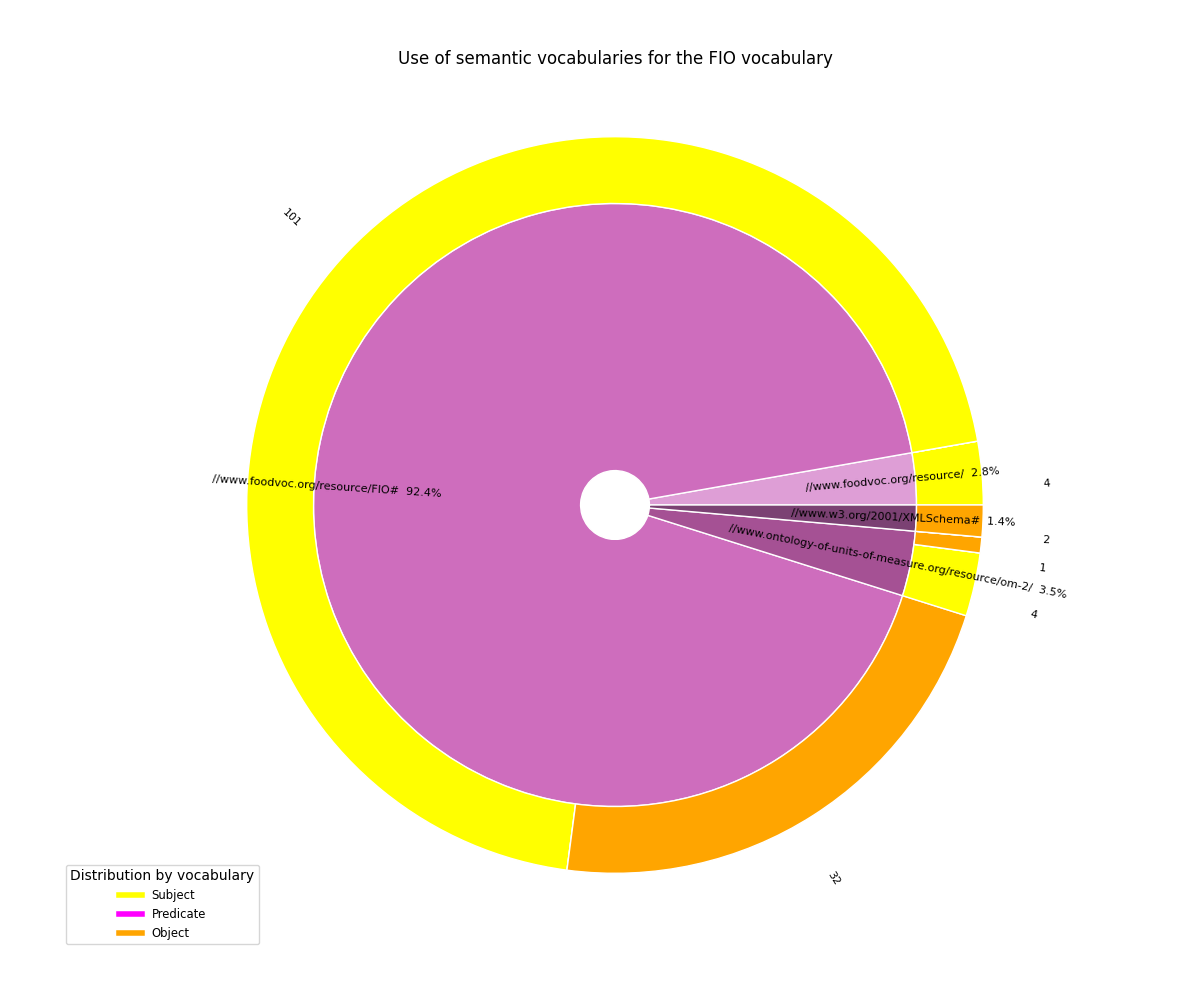 Use of semantic vocabularies for the FIO vocabulary
101
//www.foodvoc.org/resource/FIO#  92.4%
//www.foodvoc.org/resource/  2.8%
4
//www.w3.org/2001/XMLSchema#  1.4%
2
//www.ontology-of-units-of-measure.org/resource/om-2/  3.5%
1
4
32
Distribution by vocabulary
Subject
Predicate
Object